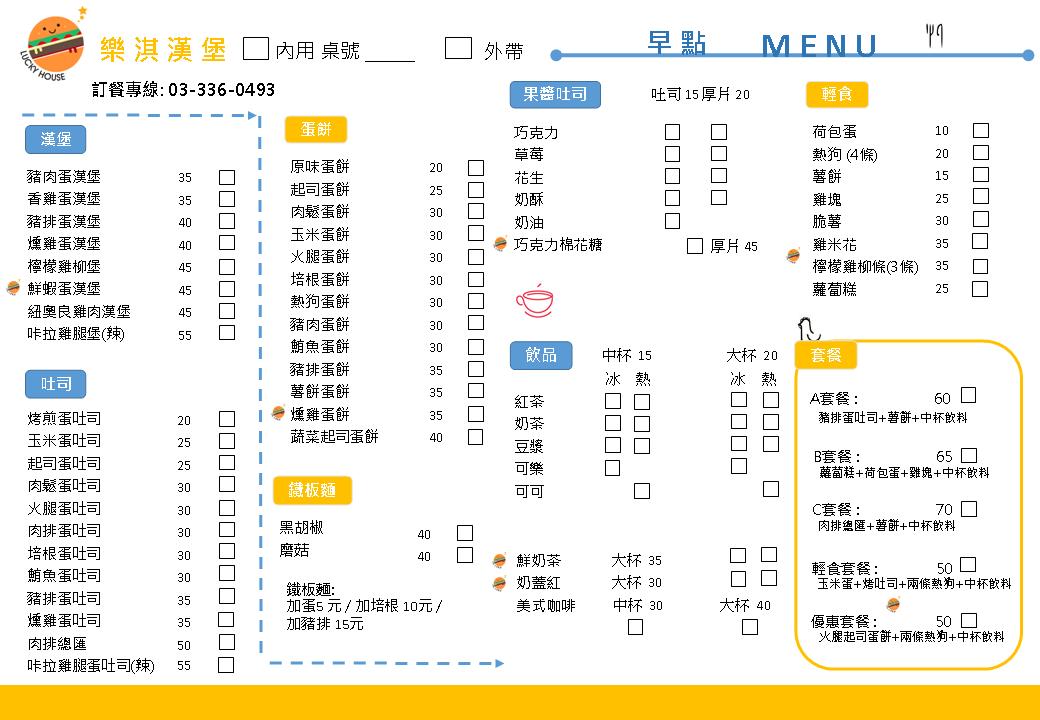 LUCKY HOUSE
樂淇漢堡 內用 桌號 外帶
早點 MENU
訂餐專線: 03-336-0493
漢堡
豬肉蛋漢堡 35
香雞蛋漢堡 35
豬排蛋漢堡 40
燻雞蛋漢堡 40
檸檬雞柳堡 45
鮮蝦蛋漢堡 45
紐奧良雞肉漢堡 45
咔拉雞腿堡(辣) 55
吐司
烤煎蛋吐司 20
玉米蛋吐司 25
起司蛋吐司 25
肉鬆蛋吐司 30
火腿蛋吐司 30
肉排蛋吐司 30
培根蛋吐司 30
鮪魚蛋吐司 30
豬排蛋吐司 35
燻雞蛋吐司 35
肉排總匯 50
咔拉雞腿蛋吐司(辣) 55
蛋餅
原味蛋餅 20
起司蛋餅 25
肉鬆蛋餅 30
玉米蛋餅 30
火腿蛋餅 30
培根蛋餅 30
熱狗蛋餅 30
豬肉蛋餅 30
鮪魚蛋餅 30
豬排蛋餅 35
薯餅蛋餅 35
燻雞蛋餅 35
蔬菜起司蛋餅 40
鐵板麵
黑胡椒 40
磨菇 40
鐵板麵:
加蛋5 元 / 加培根 10元 /
加豬排 15元
果醬吐司 吐司 15 厚片 20
巧克力
草莓
花生
奶酥
奶油
巧克力棉花糖 厚片 45
飲品 中杯 15 大杯 20
冰 熱 冰 熱
紅茶
奶茶
豆漿
可樂
可可
鮮奶茶 大杯 35
奶蓋紅 大杯 30
美式咖啡 中杯 30 大杯 40
輕食
荷包蛋 10
熱狗 (4條) 20
薯餅 15
雞塊 25
脆薯 30
雞米花 35
檸檬雞柳條(3條) 35
蘿蔔糕 25
套餐
A套餐 : 60
豬排蛋吐司+薯餅+中杯飲料
B套餐 : 65
蘿蔔糕+荷包蛋+雞塊+中杯飲料
C套餐 : 70
肉排總匯+薯餅+中杯飲料
輕食套餐 : 50
玉米蛋+烤吐司+兩條熱狗+中杯飲料
優惠套餐 : 50
火腿起司蛋餅+兩條熱狗+中杯飲料